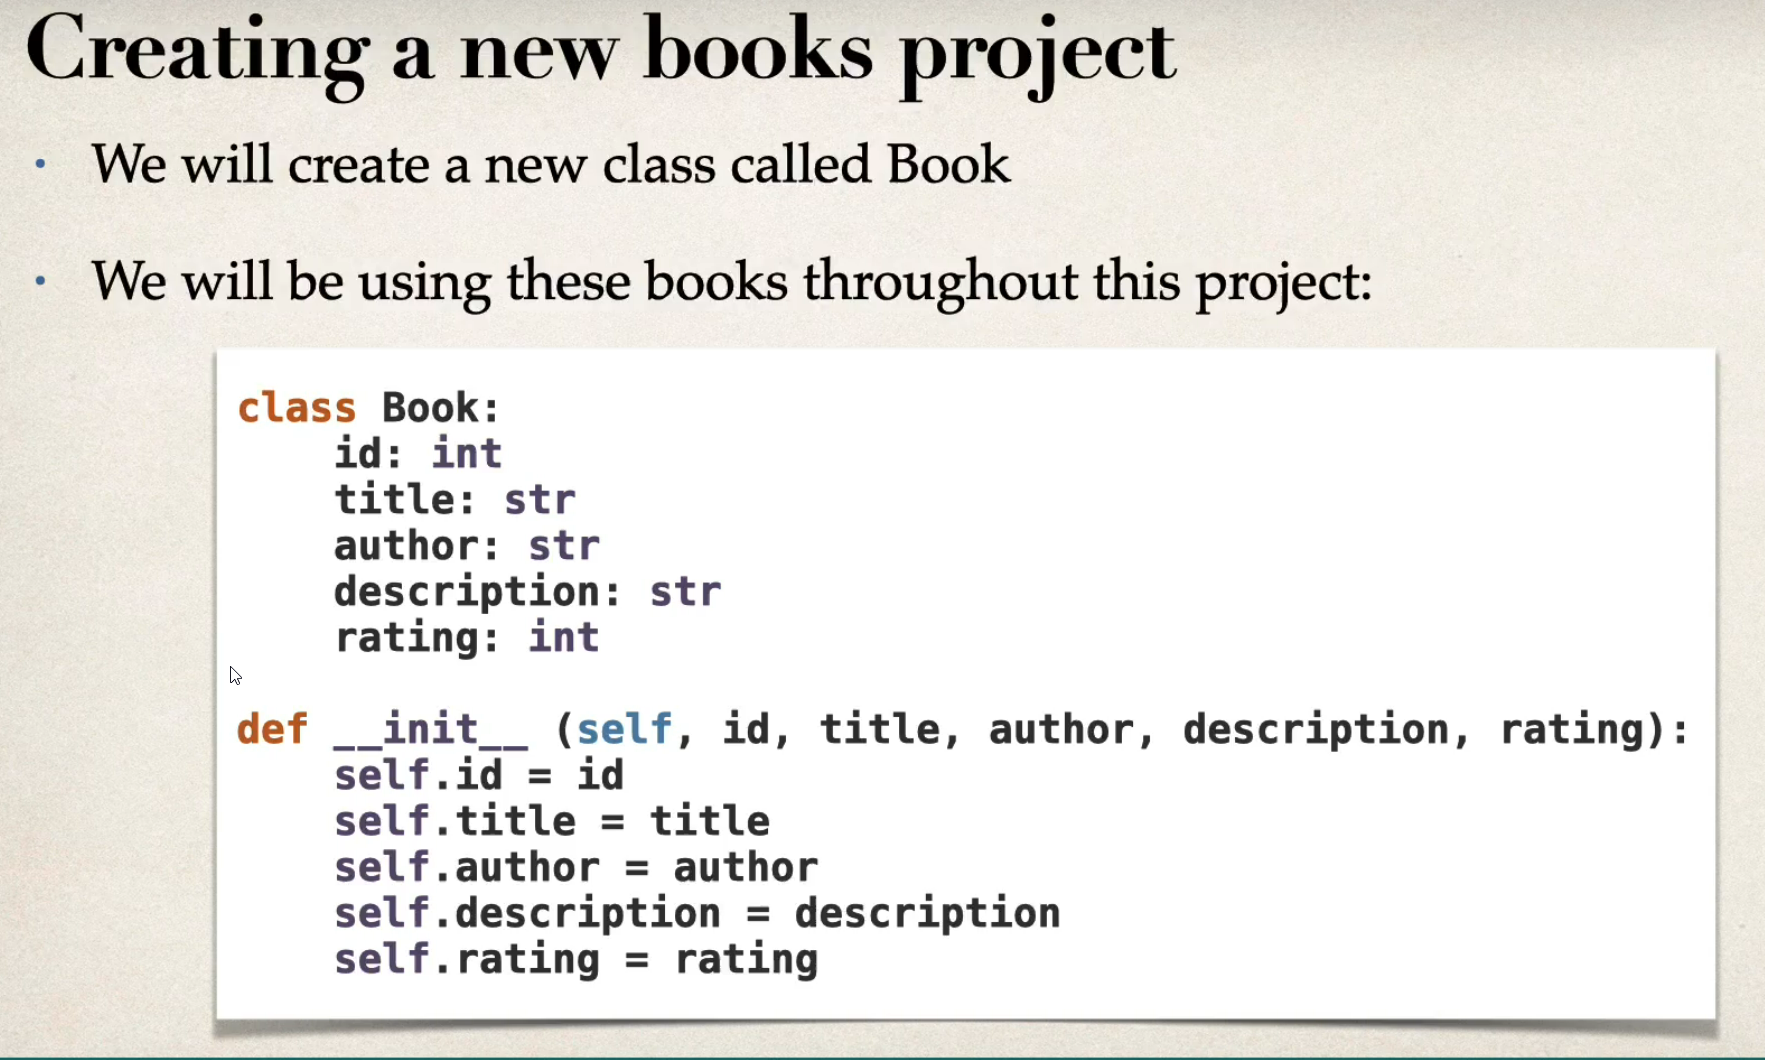 Creating a new books project
• We will create a new class called Book
• We will be using these books throughout this project:
class Book:
    id: int
    title: str
    author: str
    description: str
    rating: int
def __init__ (self, id, title, author, description, rating):
    self.id = id
    self.title = title
    self.author = author
    self.description = description
    self.rating = rating